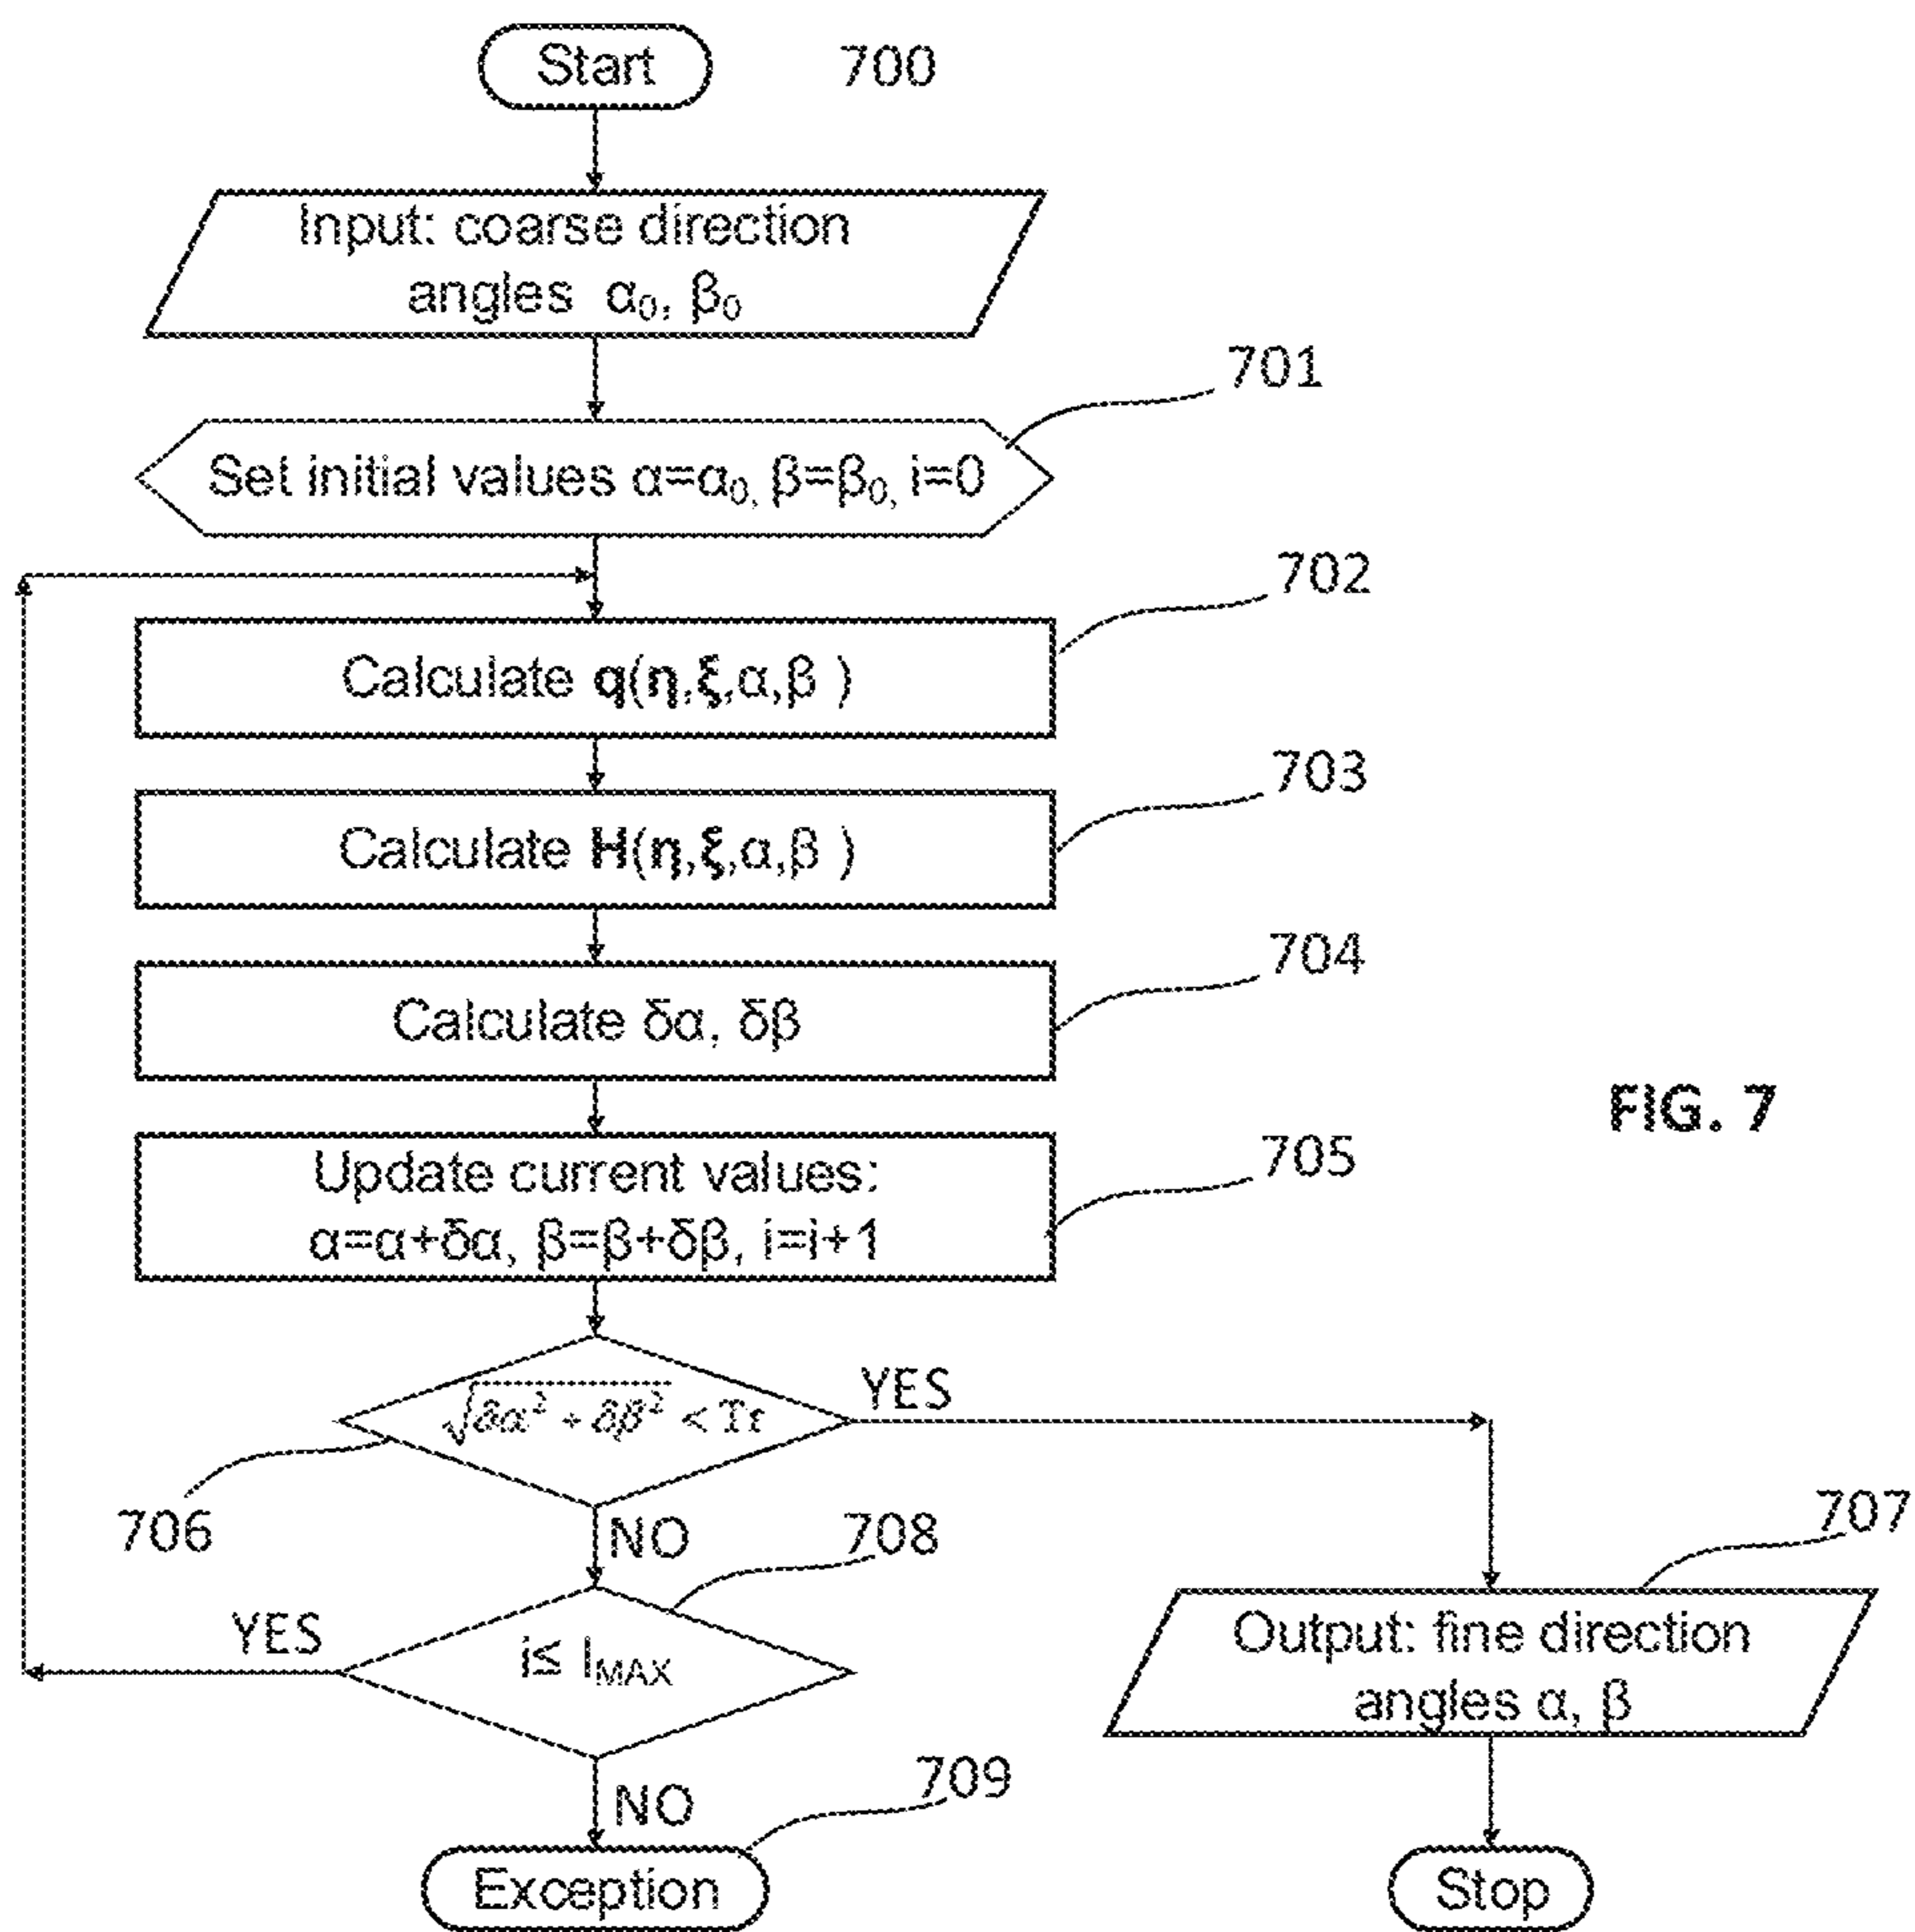 Start
700
Input: coarse direction
angles α₀, β₀
701
Set initial values α=α₀, β=β₀, i=0
702
Calculate q(η,ξ,α,β )
703
Calculate H(η,ξ,α,β )
704
Calculate δα, δβ
FIG. 7
705
Update current values:
α=α+δα, β=β+δβ, i=i+1
YES
√δα² + δβ² < Tr
706
NO
708
707
YES
i≤ I_MAX
Output: fine direction
angles α, β
NO
709
Exception
Stop